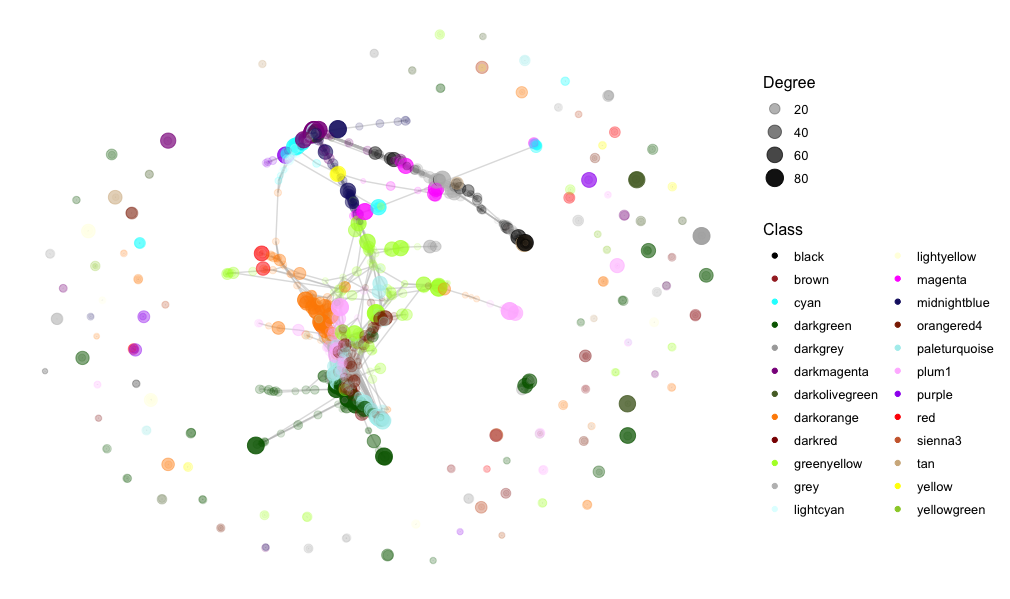 Degree
20
40
60
80
Class
black
brown
cyan
darkgreen
darkgrey
darkmagenta
darkolivegreen
darkorange
darkred
greenyellow
grey
lightcyan
lightyellow
magenta
midnightblue
orangered4
paleturquoise
plum1
purple
red
sienna3
tan
yellow
yellowgreen